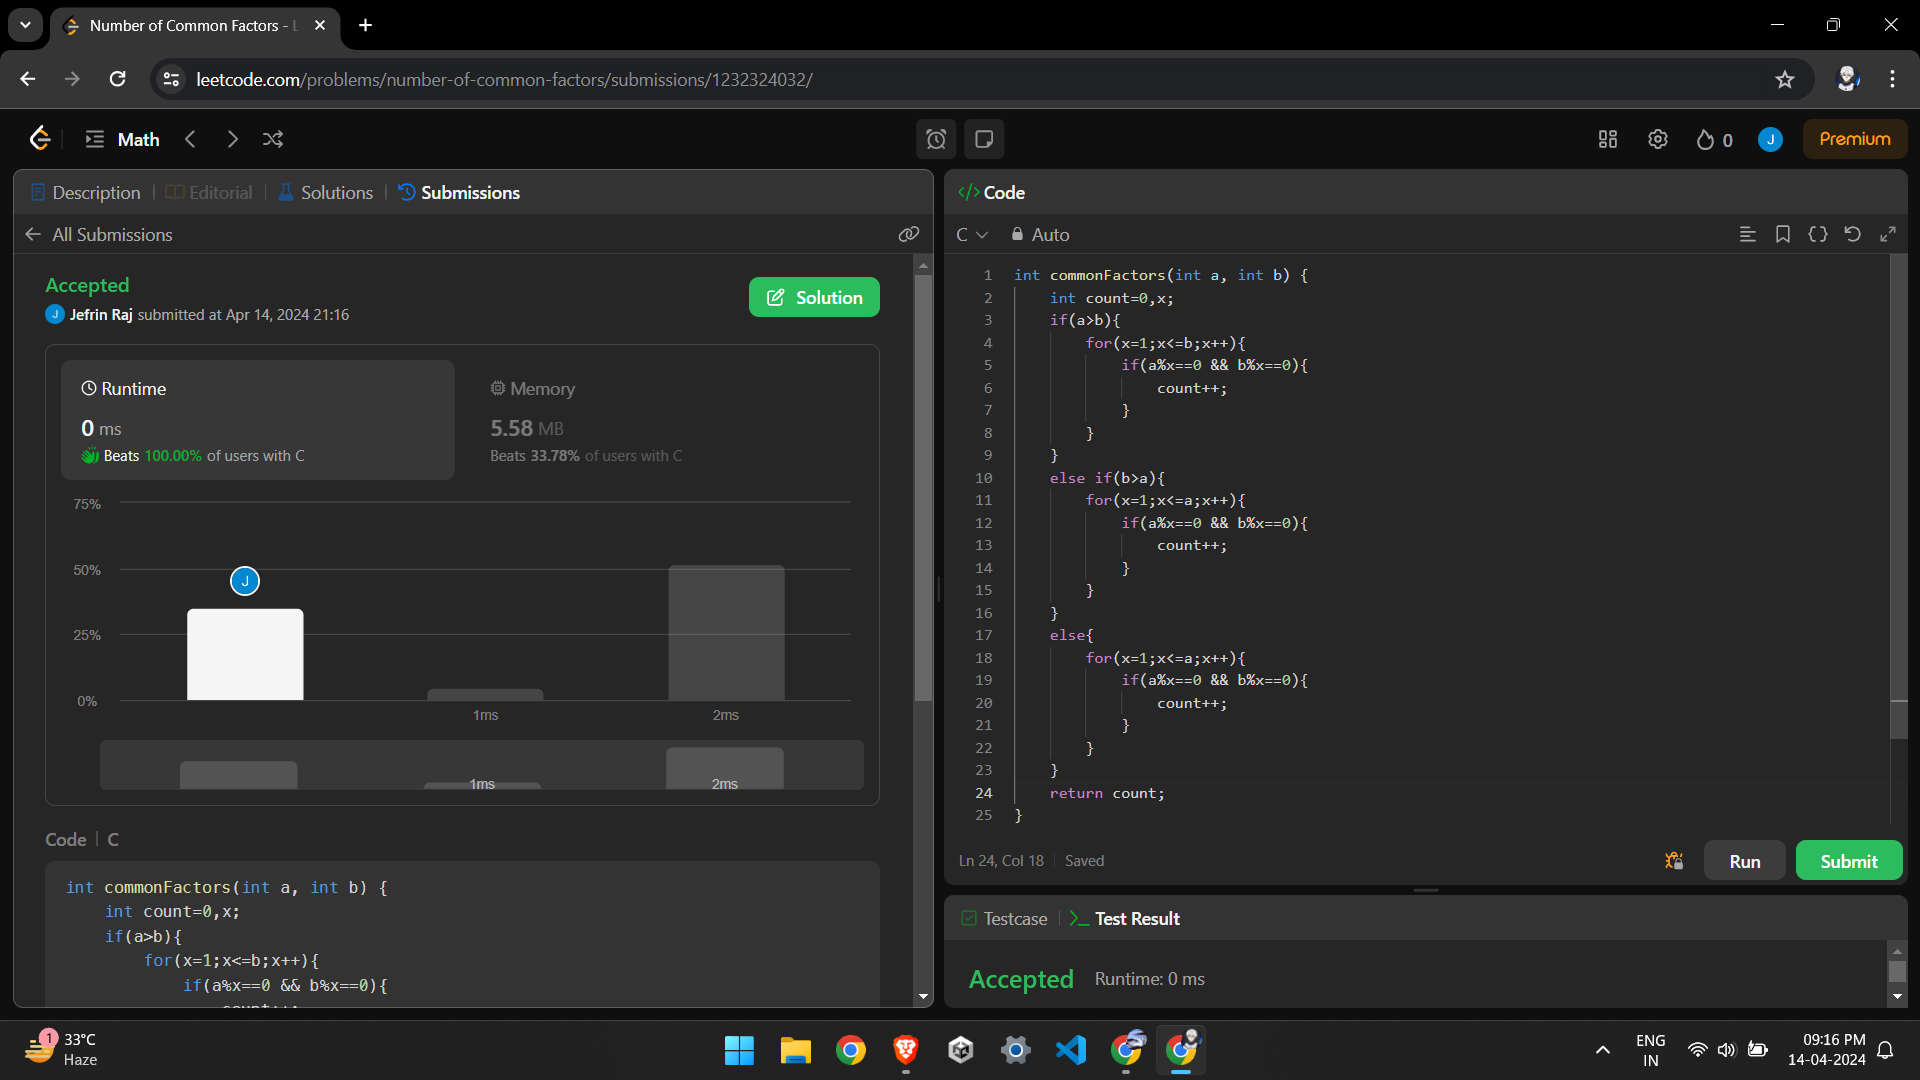 Number of Common Factors - L
leetcode.com/problems/number-of-common-factors/submissions/1232324032/
Math
0
J
Premium
Description
Editorial
Solutions
Submissions
All Submissions
Accepted
J Jefrin Raj submitted at Apr 14, 2024 21:16
Solution
Runtime
0 ms
Beats 100.00% of users with C
Memory
5.58 MB
Beats 33.78% of users with C
75%
50%
25%
0%
J
1ms
2ms
1ms
2ms
Code | C
int commonFactors(int a, int b) {
    int count=0,x;
    if(a>b){
        for(x=1;x<=b;x++){
            if(a%x==0 && b%x==0){
                count++;
</> Code
C
Auto
1 int commonFactors(int a, int b) {
2     int count=0,x;
3     if(a>b){
4         for(x=1;x<=b;x++){
5             if(a%x==0 && b%x==0){
6                 count++;
7             }
8         }
9     }
10     else if(b>a){
11         for(x=1;x<=a;x++){
12             if(a%x==0 && b%x==0){
13                 count++;
14             }
15         }
16     }
17     else{
18         for(x=1;x<=a;x++){
19             if(a%x==0 && b%x==0){
20                 count++;
21             }
22         }
23     }
24     return count;
25 }
Ln 24, Col 18
Saved
Run
Submit
Testcase
Test Result
Accepted
Runtime: 0 ms
1
33°C
Haze
ENG
IN
09:16 PM
14-04-2024